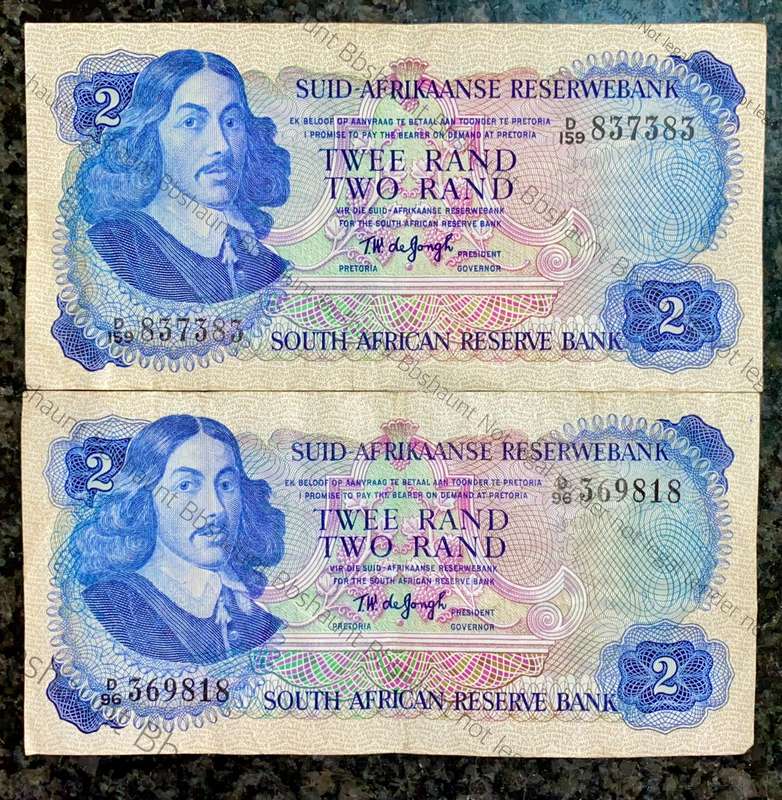 2
SUID-AFRIKAANSE RESERWEBANK
EK BELOOF OP AANVRAAG TE BETAAL AAN TOONDER TE PRETORIA
I PROMISE TO PAY THE BEARER ON DEMAND AT PRETORIA
D/159 837383
TWEE RAND
TWO RAND
VIR DIE SUID-AFRIKAANSE RESERWEBANK
FOR THE SOUTH AFRICAN RESERVE BANK
T.W. de Jongh
PRESIDENT
PRETORIA GOVERNOR
2
D/159 837383
SOUTH AFRICAN RESERVE BANK
2
SUID-AFRIKAANSE RESERWEBANK
EK BELOOF OP AANVRAAG TE BETAAL AAN TOONDER TE PRETORIA
I PROMISE TO PAY THE BEARER ON DEMAND AT PRETORIA
D/96 369818
TWEE RAND
TWO RAND
VIR DIE SUID-AFRIKAANSE RESERWEBANK
FOR THE SOUTH AFRICAN RESERVE BANK
T.W. de Jongh
PRESIDENT
PRETORIA GOVERNOR
2
D/96 369818
SOUTH AFRICAN RESERVE BANK